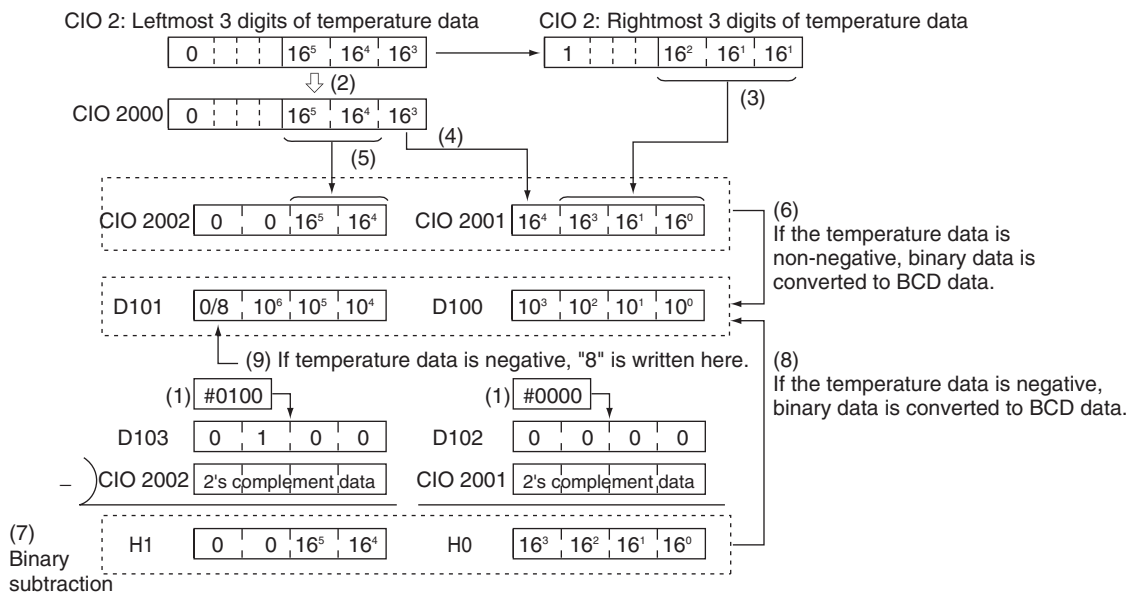 CIO 2: Leftmost 3 digits of temperature data CIO 2: Rightmost 3 digits of temperature data
0 16⁵ 16⁴ 16³ 1 16² 16¹ 16¹
(2)
(3)
CIO 2000 0 16⁵ 16⁴ 16³
(4)
(5)
CIO 2002 0 0 16⁵ 16⁴ CIO 2001 16⁴ 16³ 16¹ 16⁰
(6)
If the temperature data is
non-negative, binary data is
converted to BCD data.
D101 0/8 10⁶ 10⁵ 10⁴ D100 10³ 10² 10¹ 10⁰
(9) If temperature data is negative, "8" is written here.
(8)
If the temperature data is negative,
binary data is converted to BCD data.
(1) #0100 (1) #0000
D103 0 1 0 0 D102 0 0 0 0
– CIO 2002 2's complement data CIO 2001 2's complement data
(7)
Binary
subtraction
H1 0 0 16⁵ 16⁴ H0 16³ 16² 16¹ 16⁰